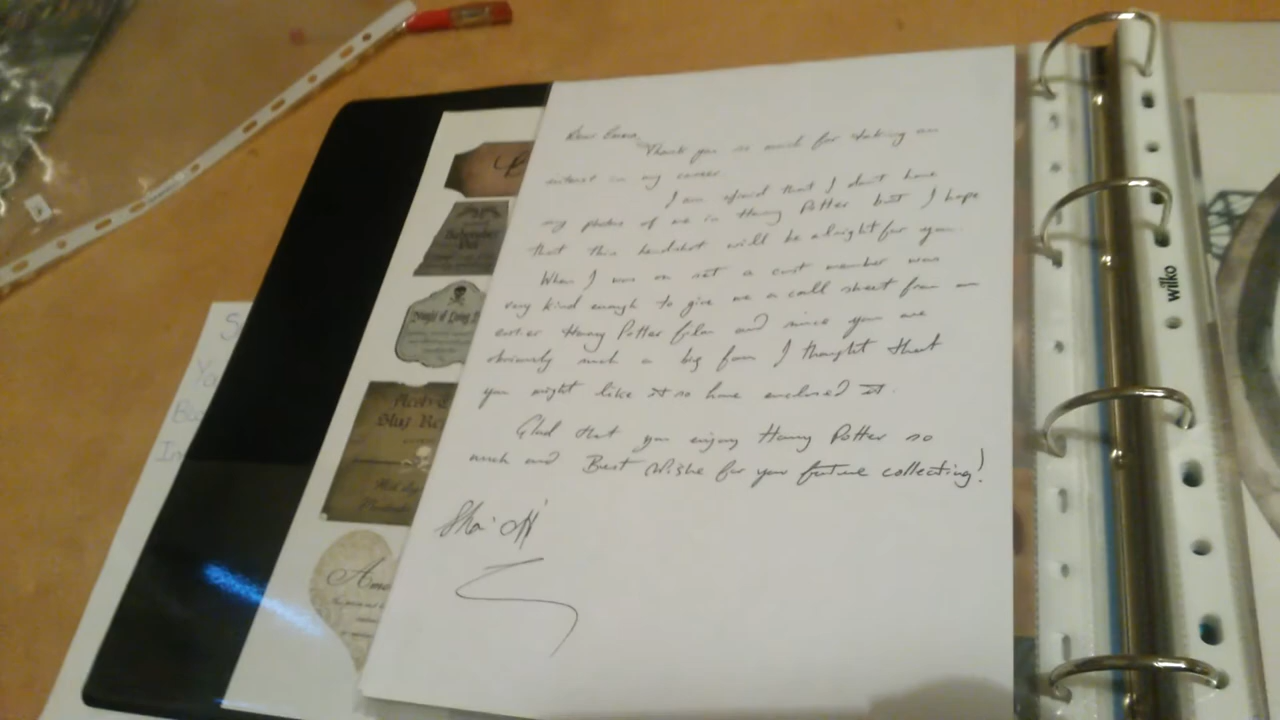 Dear Emma,
Thank you so much for taking an
interest in my career.
I am afraid that I don't have
any photos of me in Harry Potter but I hope
that this headshot will be alright for you.
When I was on set a cast member was
very kind enough to give me a call sheet from an
earlier Harry Potter film and since you are
obviously such a big fan I thought that
you might like it so have enclosed it.
Glad that you enjoy Harry Potter so
much and Best Wishe for your future collecting!
wilko